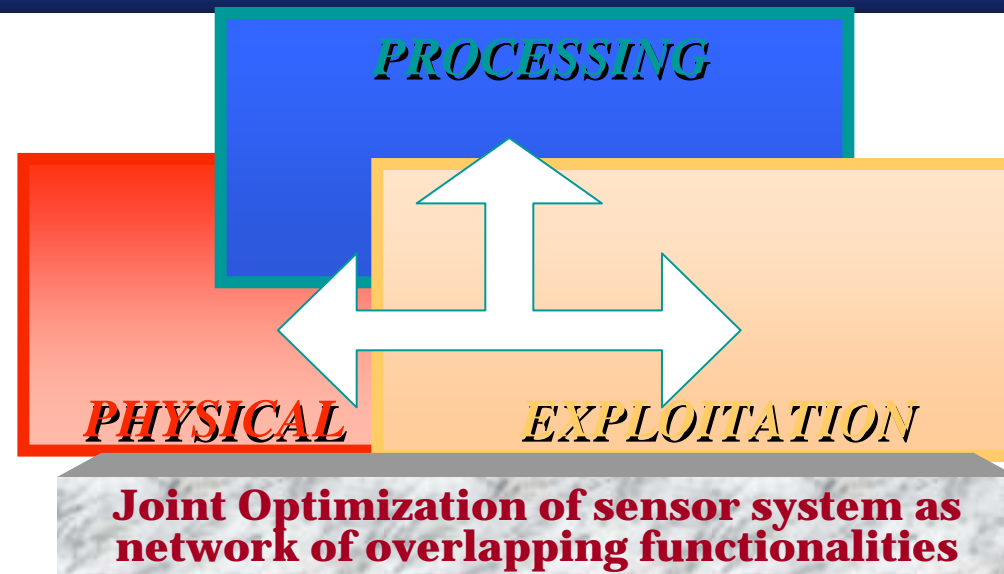 PROCESSING
PHYSICAL
EXPLOITATION
Joint Optimization of sensor system as
network of overlapping functionalities